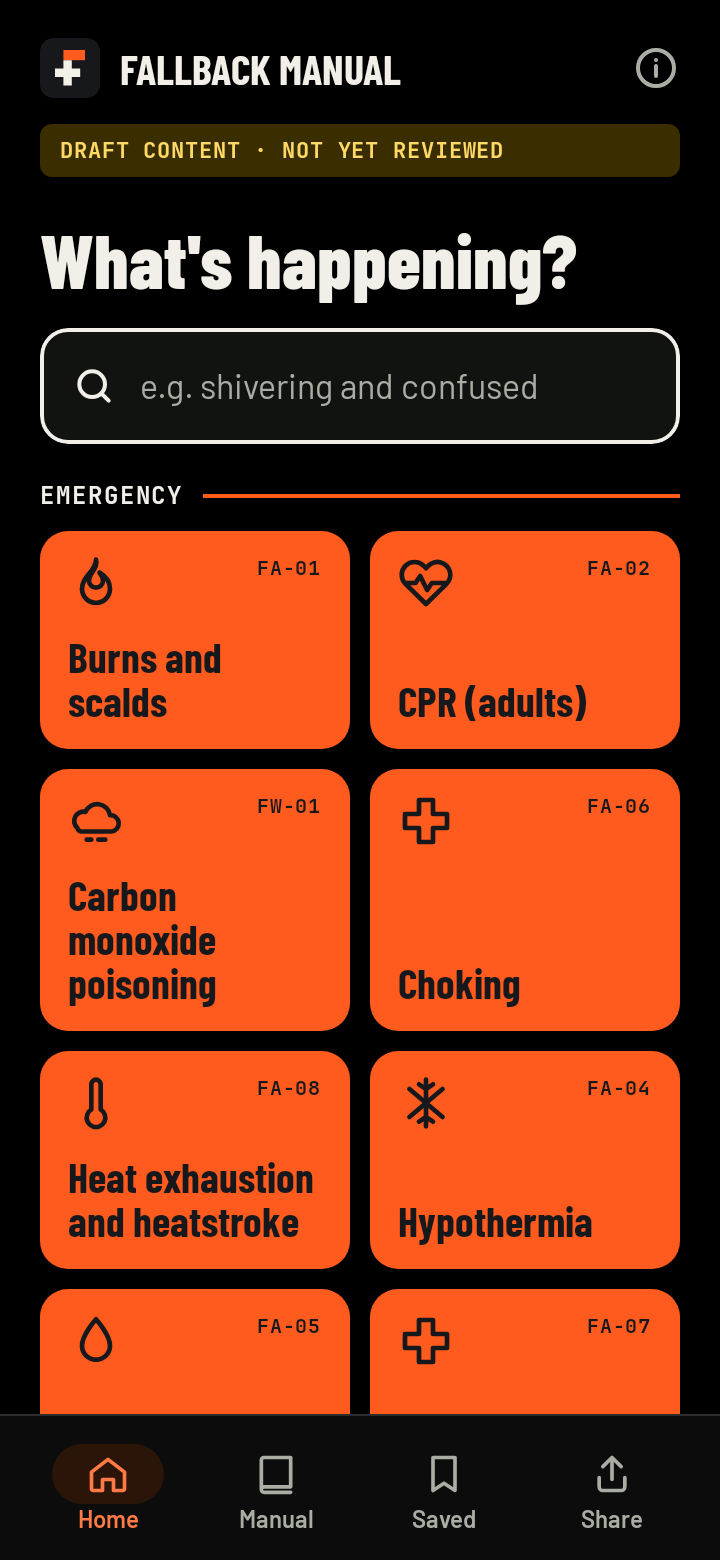 FALLBACK MANUAL
DRAFT CONTENT · NOT YET REVIEWED
What's happening?
e.g. shivering and confused
EMERGENCY
FA-01
Burns and
scalds
FA-02
CPR (adults)
FW-01
Carbon
monoxide
poisoning
FA-06
Choking
FA-08
Heat exhaustion
and heatstroke
FA-04
Hypothermia
FA-05
FA-07
Home
Manual
Saved
Share